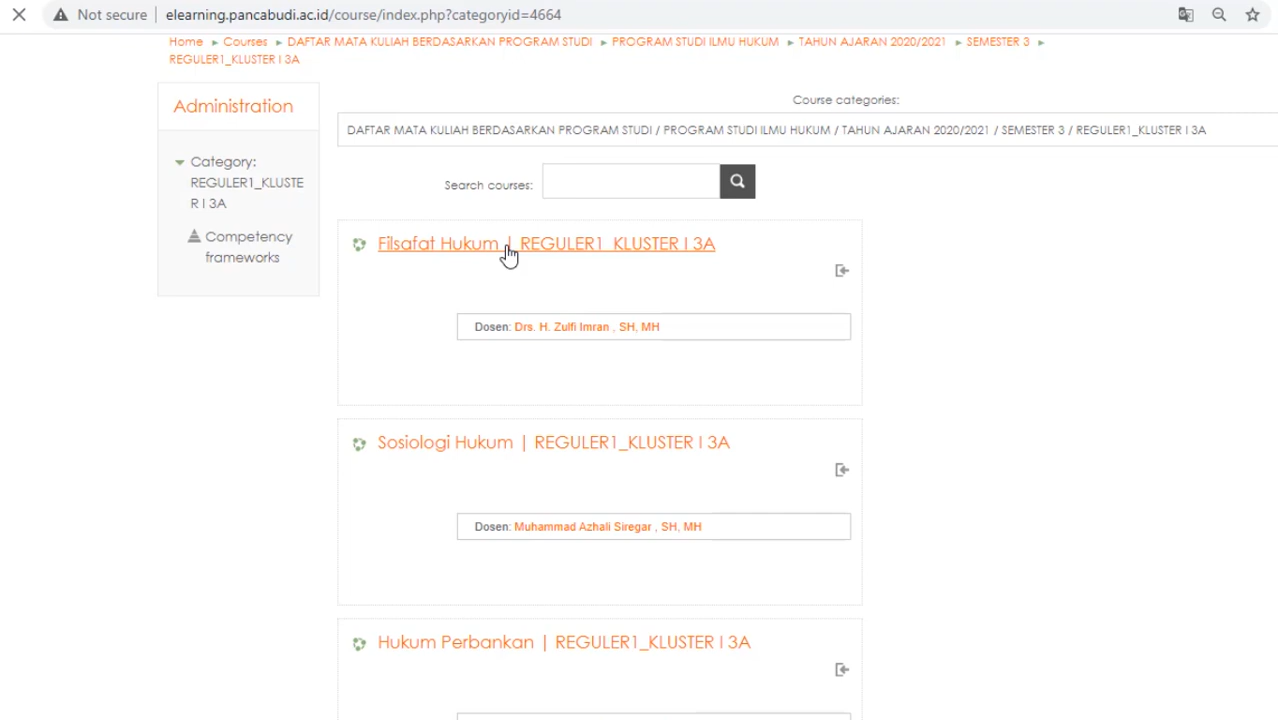 Not secure
elearning.pancabudi.ac.id/course/index.php?categoryid=4664
Home ► Courses ► DAFTAR MATA KULIAH BERDASARKAN PROGRAM STUDI ► PROGRAM STUDI ILMU HUKUM ► TAHUN AJARAN 2020/2021 ► SEMESTER 3 ►
REGULER1_KLUSTER I 3A
Administration
Category:
REGULER1_KLUSTE
R I 3A
Competency
frameworks
Course categories:
DAFTAR MATA KULIAH BERDASARKAN PROGRAM STUDI / PROGRAM STUDI ILMU HUKUM / TAHUN AJARAN 2020/2021 / SEMESTER 3 / REGULER1_KLUSTER I 3A
Search courses:
Filsafat Hukum | REGULER1_KLUSTER I 3A
Dosen: Drs. H. Zulfi Imran , SH, MH
Sosiologi Hukum | REGULER1_KLUSTER I 3A
Dosen: Muhammad Azhali Siregar , SH, MH
Hukum Perbankan | REGULER1_KLUSTER I 3A